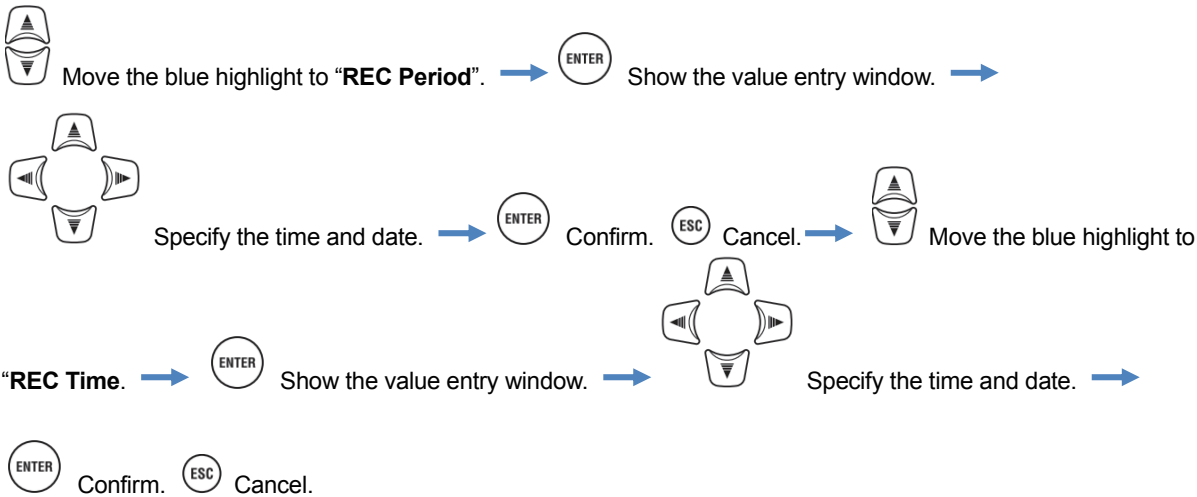 Move the blue highlight to “REC Period”. ENTER Show the value entry window.
Specify the time and date. ENTER Confirm. ESC Cancel. Move the blue highlight to
“REC Time. ENTER Show the value entry window. Specify the time and date.
ENTER Confirm. ESC Cancel.